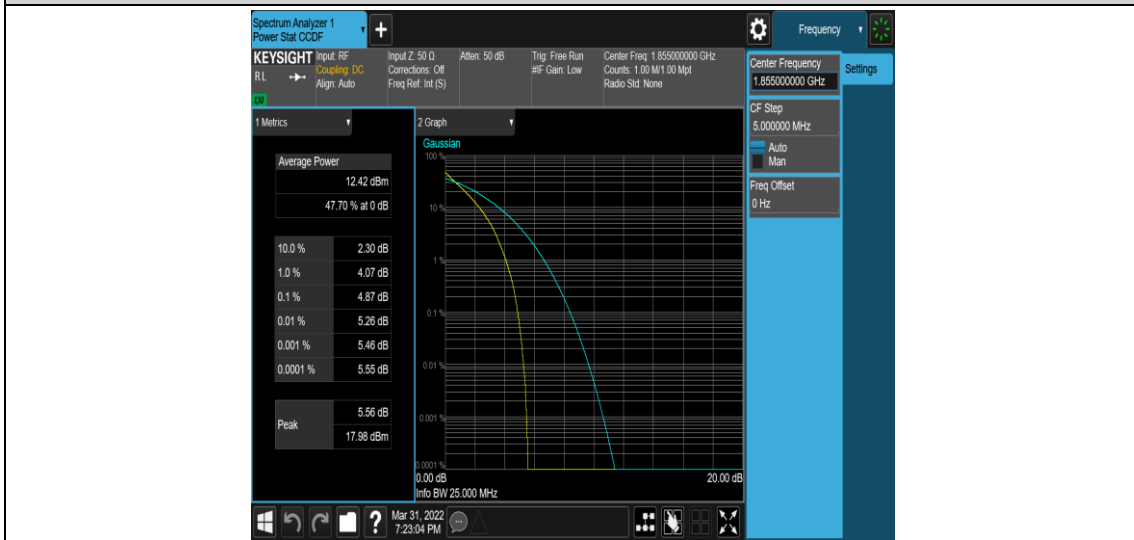 Spectrum Analyzer 1
Power Stat CCDF
+
Frequency
KEYSIGHT
Input: RF
Coupling: DC
Align: Auto
RL
LXI
Input Z: 50 Ω
Corrections: Off
Freq Ref: Int (S)
Atten: 50 dB
Trig: Free Run
#IF Gain: Low
Center Freq: 1.855000000 GHz
Counts: 1.00 M/1.00 Mpt
Radio Std: None
Center Frequency
1.855000000 GHz
Settings
CF Step
5.000000 MHz
Auto
Man
Freq Offset
0 Hz
1 Metrics
Average Power
12.42 dBm
47.70 % at 0 dB
10.0 % 2.30 dB
1.0 % 4.07 dB
0.1 % 4.87 dB
0.01 % 5.26 dB
0.001 % 5.46 dB
0.0001 % 5.55 dB
Peak
5.56 dB
17.98 dBm
2 Graph
Gaussian
100 %
10 %
1 %
0.1 %
0.01 %
0.001 %
0.0001 %
0.00 dB
20.00 dB
Info BW 25.000 MHz
?
Mar 31, 2022
7:23:04 PM